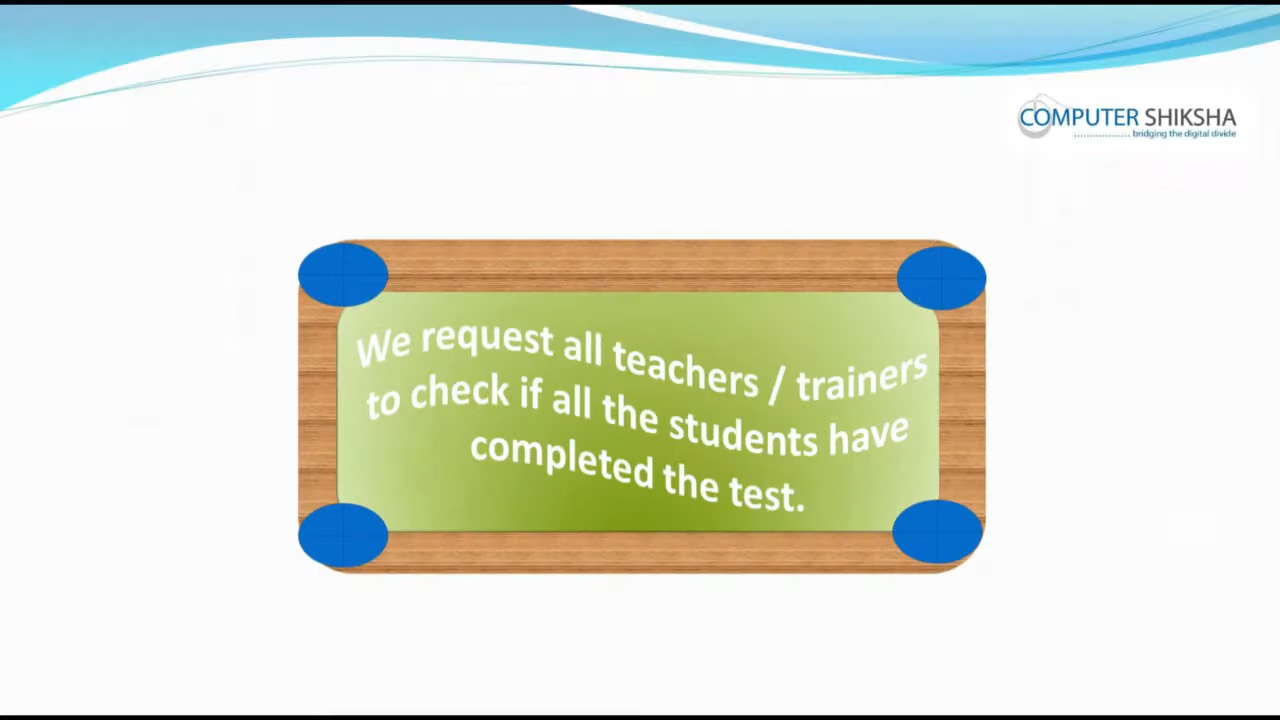 COMPUTER SHIKSHA
bridging the digital divide
We request all teachers / trainers
to check if all the students have
completed the test.